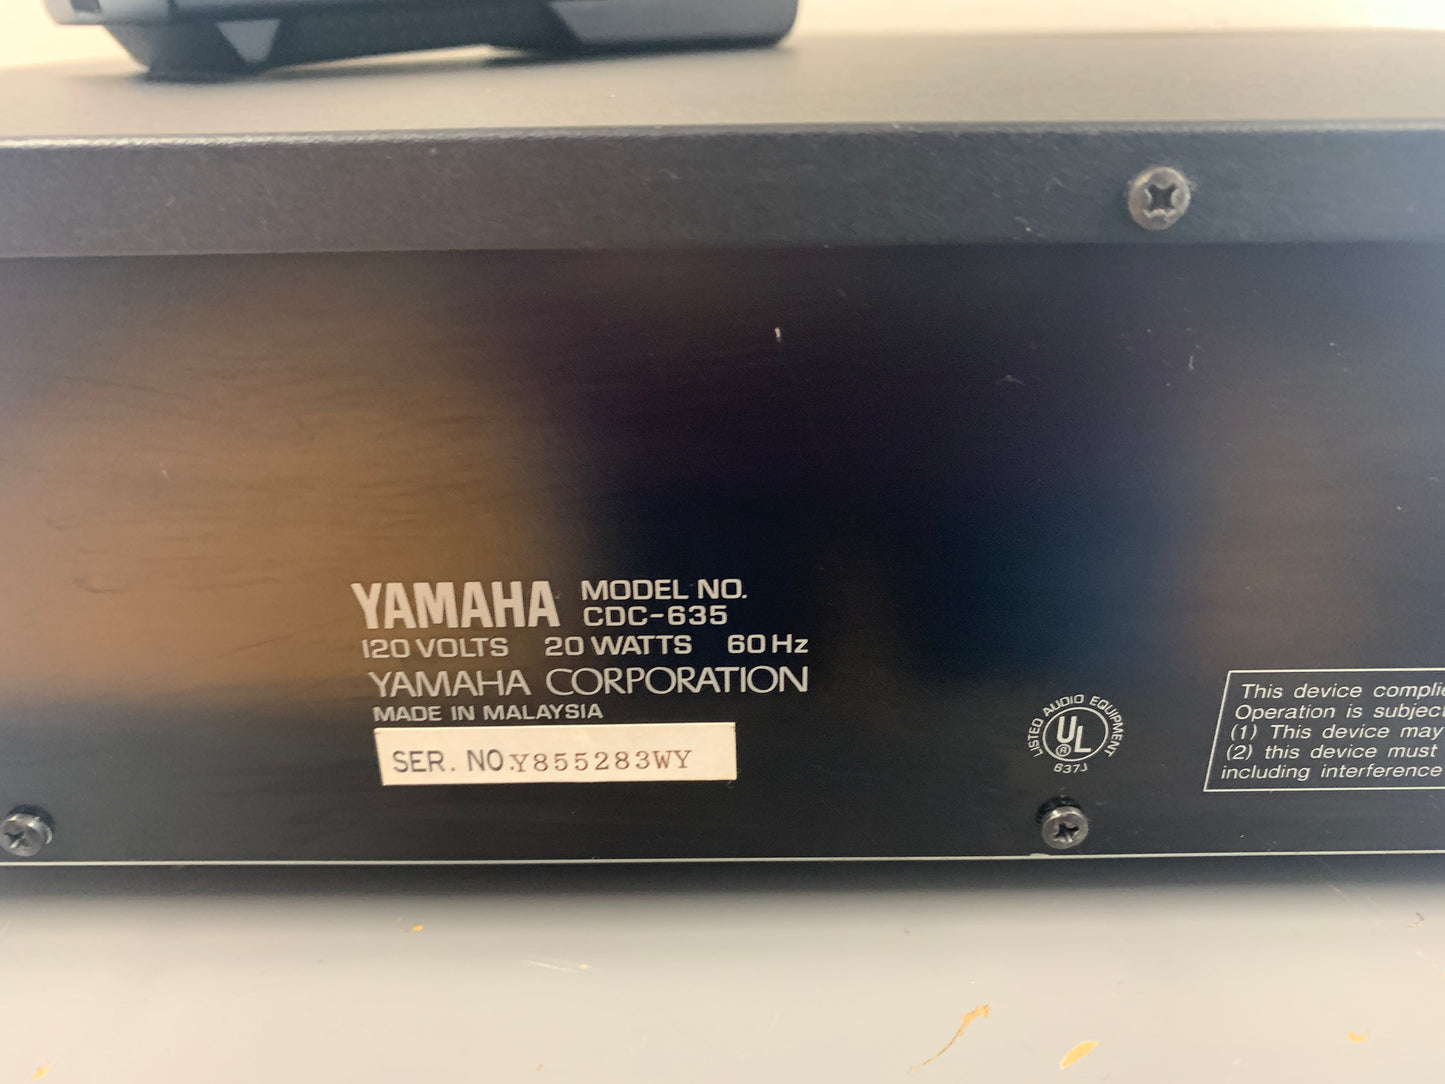 YAMAHA MODEL NO.
CDC-635
120 VOLTS 20 WATTS 60 Hz
YAMAHA CORPORATION
MADE IN MALAYSIA
SER. NO. Y855283WY
LISTED AUDIO EQUIPMENT
UL ®
837J
This device complie
Operation is subject
(1) This device may
(2) this device must
including interference